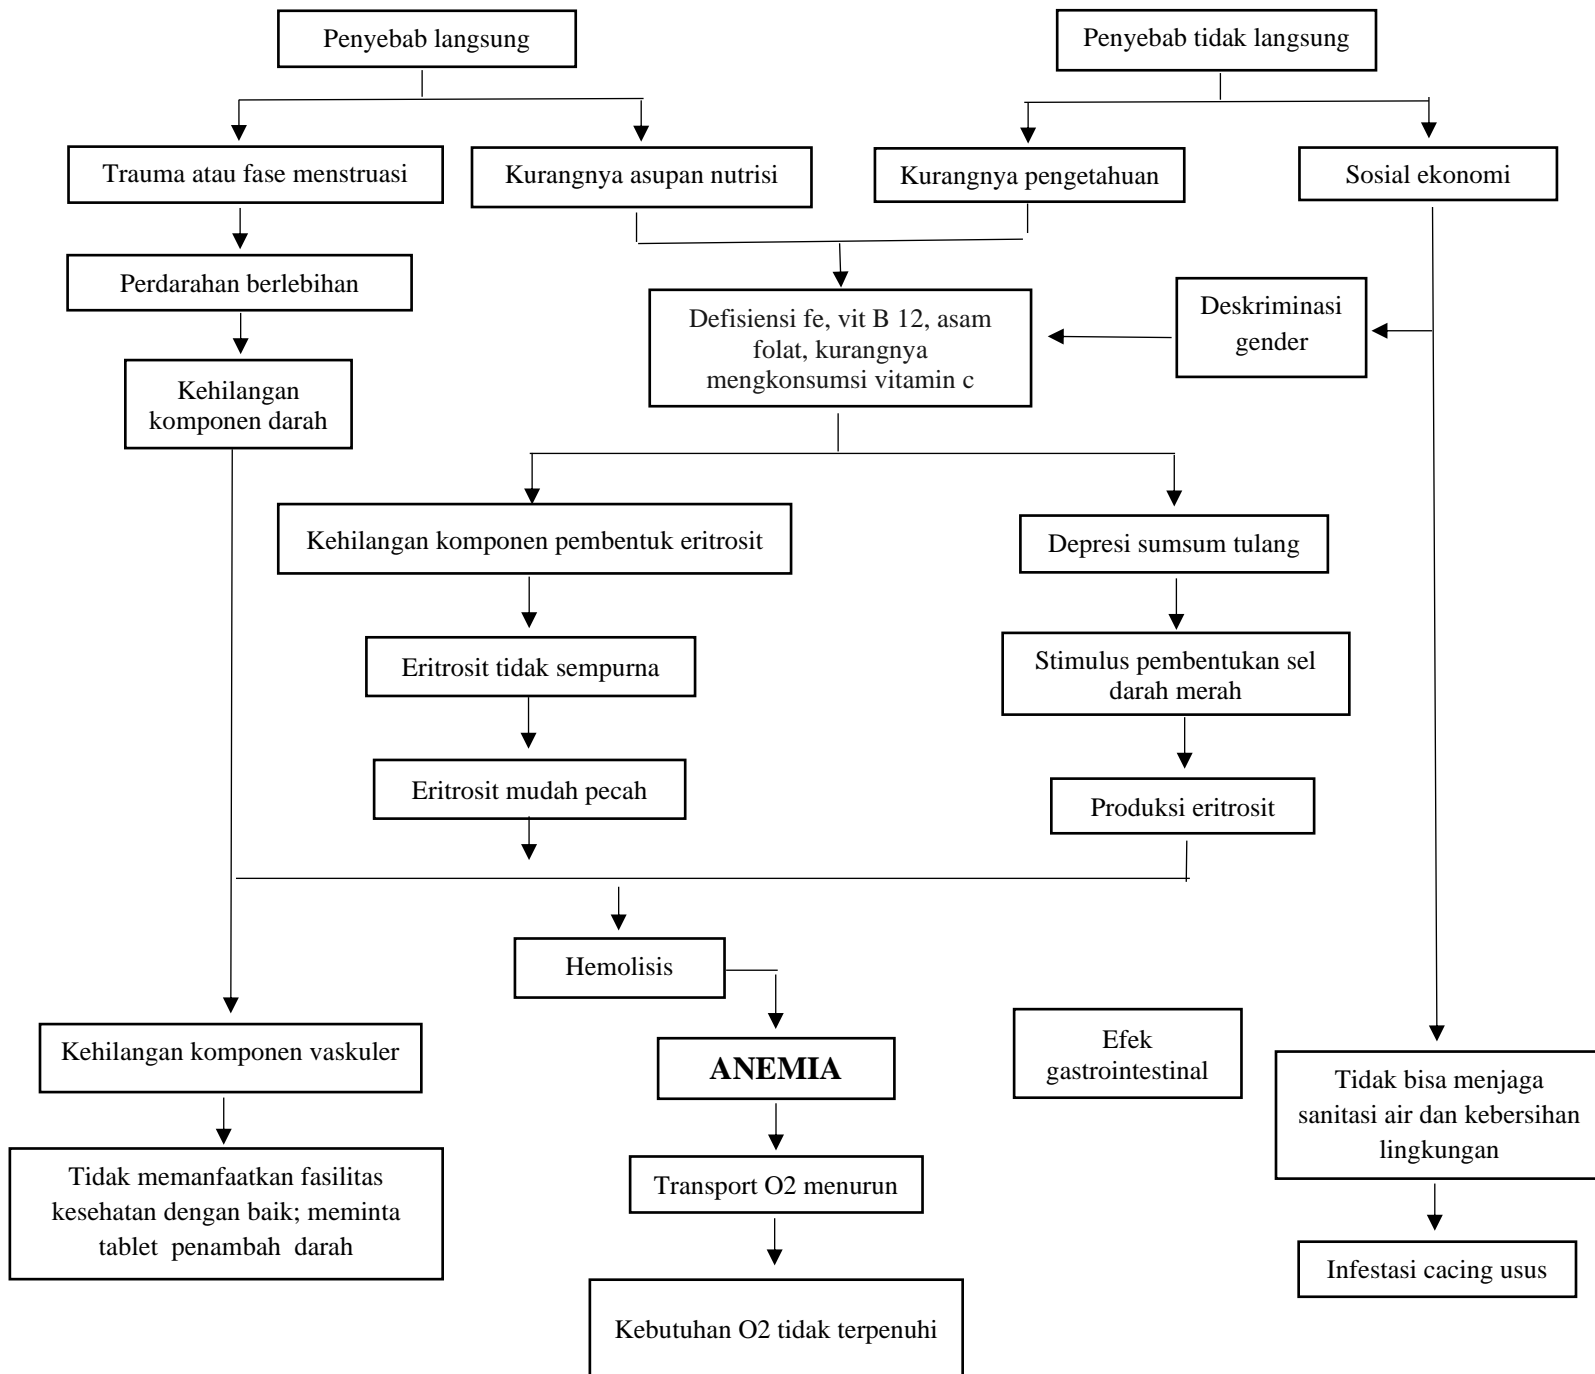 Penyebab langsung
Penyebab tidak langsung
Trauma atau fase menstruasi
Kurangnya asupan nutrisi
Kurangnya pengetahuan
Sosial ekonomi
Perdarahan berlebihan
Defisiensi fe, vit B 12, asam
folat, kurangnya
mengkonsumsi vitamin c
Deskriminasi
gender
Kehilangan
komponen darah
Kehilangan komponen pembentuk eritrosit
Depresi sumsum tulang
Eritrosit tidak sempurna
Stimulus pembentukan sel
darah merah
Eritrosit mudah pecah
Produksi eritrosit
Hemolisis
Kehilangan komponen vaskuler
ANEMIA
Efek
gastrointestinal
Tidak bisa menjaga
sanitasi air dan kebersihan
lingkungan
Tidak memanfaatkan fasilitas
kesehatan dengan baik; meminta
tablet penambah darah
Transport O2 menurun
Infestasi cacing usus
Kebutuhan O2 tidak terpenuhi